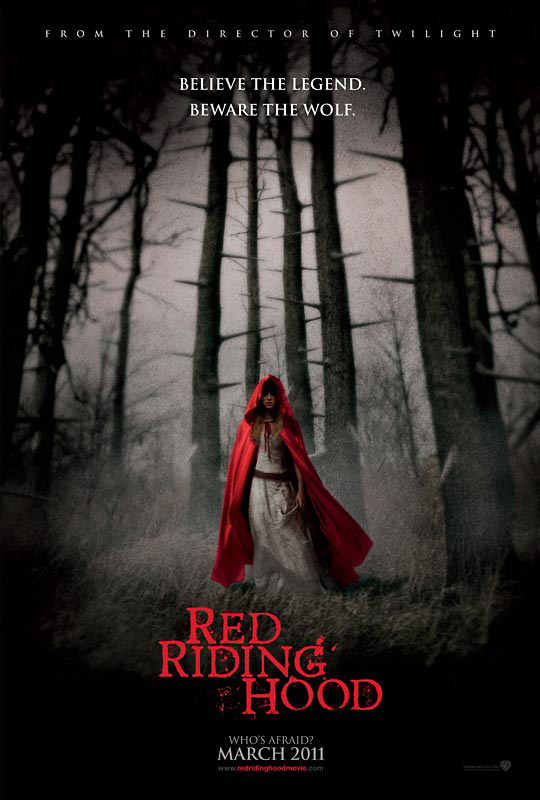 FROM THE DIRECTOR OF TWILIGHT
BELIEVE THE LEGEND.
BEWARE THE WOLF.
RED
RIDING
HOOD
WHO'S AFRAID?
MARCH 2011
www.redridinghoodmovie.com